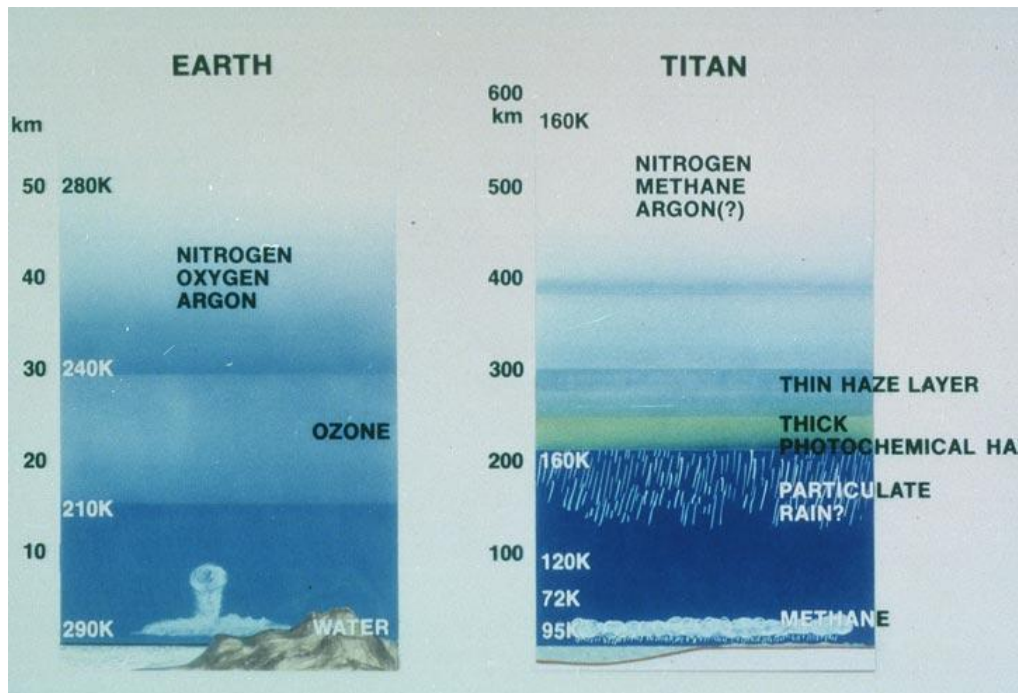 EARTH
km
50 280K
NITROGEN
OXYGEN
ARGON
40
30 240K
OZONE
20
210K
10
290K WATER
TITAN
600
km 160K
NITROGEN
METHANE
ARGON(?)
500
400
300
THIN HAZE LAYER
THICK
PHOTOCHEMICAL HA
200 160K
PARTICULATE
RAIN?
100
120K
72K
METHANE
95K